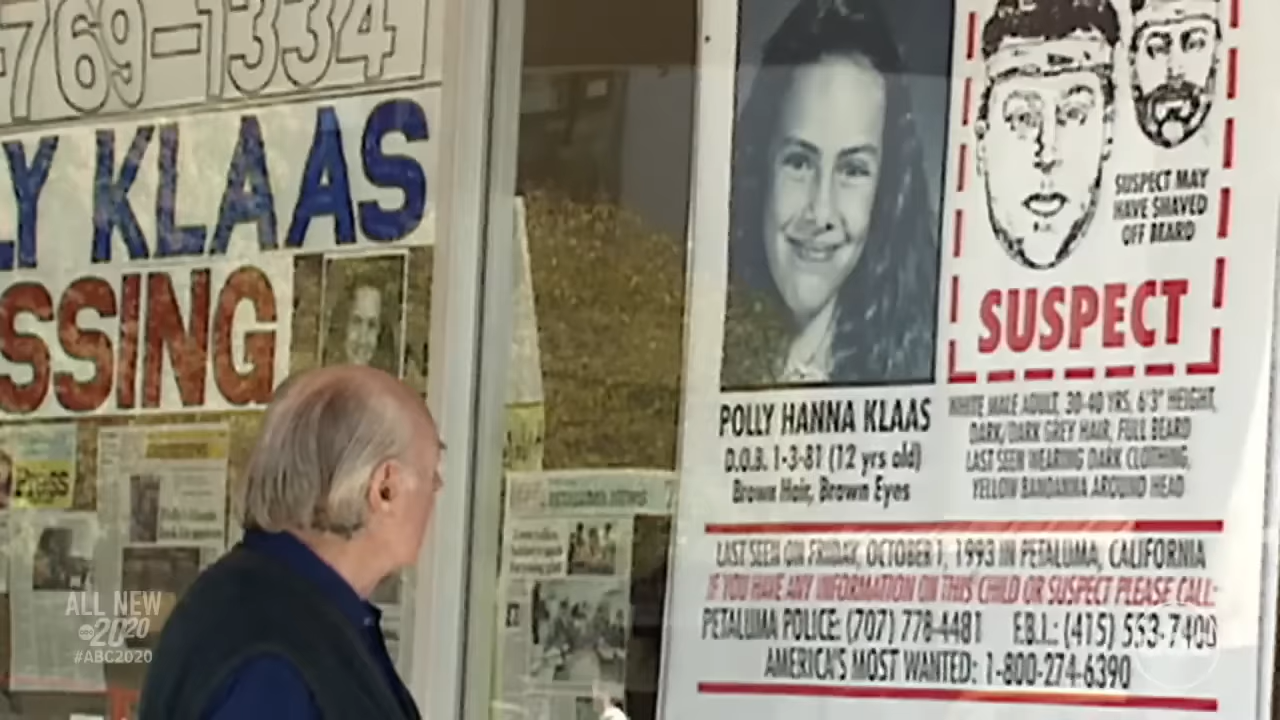 769-1334
LY KLAAS
SSING
Press
POLLY HANNA KLAAS
D.O.B. 1-3-81 (12 yrs old)
Brown Hair, Brown Eyes
SUSPECT MAY
HAVE SHAVED
OFF BEARD
SUSPECT
WHITE MALE ADULT, 30-40 YRS, 6'3" HEIGHT,
DARK/DARK GREY HAIR, FULL BEARD
LAST SEEN WEARING DARK CLOTHING,
YELLOW BANDANNA AROUND HEAD
LAST SEEN ON FRIDAY, OCTOBER 1, 1993 IN PETALUMA, CALIFORNIA
IF YOU HAVE ANY INFORMATION ON THIS CHILD OR SUSPECT PLEASE CALL:
PETALUMA POLICE: (707) 778-4481 F.B.I.: (415) 553-7400
AMERICA'S MOST WANTED: 1-800-274-6390
ALL NEW
abc 20/20
#ABC2020